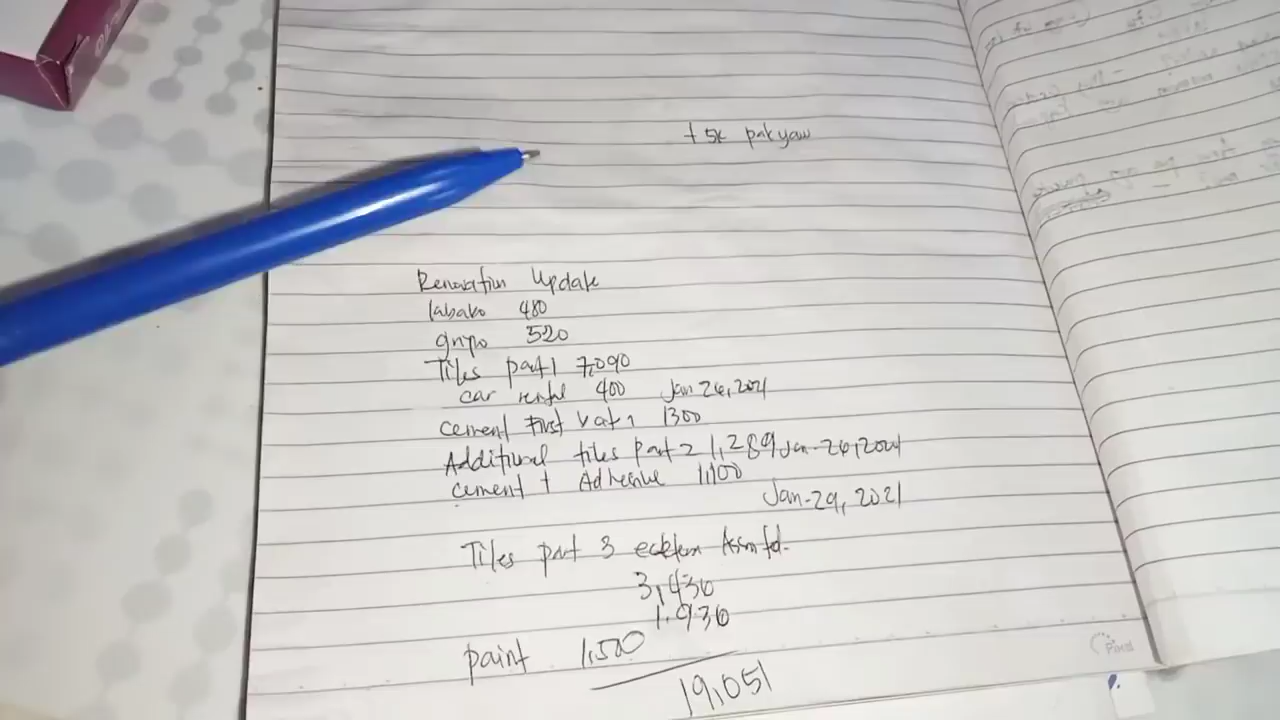 + 5k pakyaw
Renovation Update
labako 480
gripo 520
Tiles part 1 7,090
car rental 400 Jan 26, 2021
cement first 1300
Additional tiles part 2 1,289 Jan-26, 2021
cement + Adhesive 1,100
Jan-29, 2021
Tiles part 3
3,430
1,930
paint 1,500
19,051